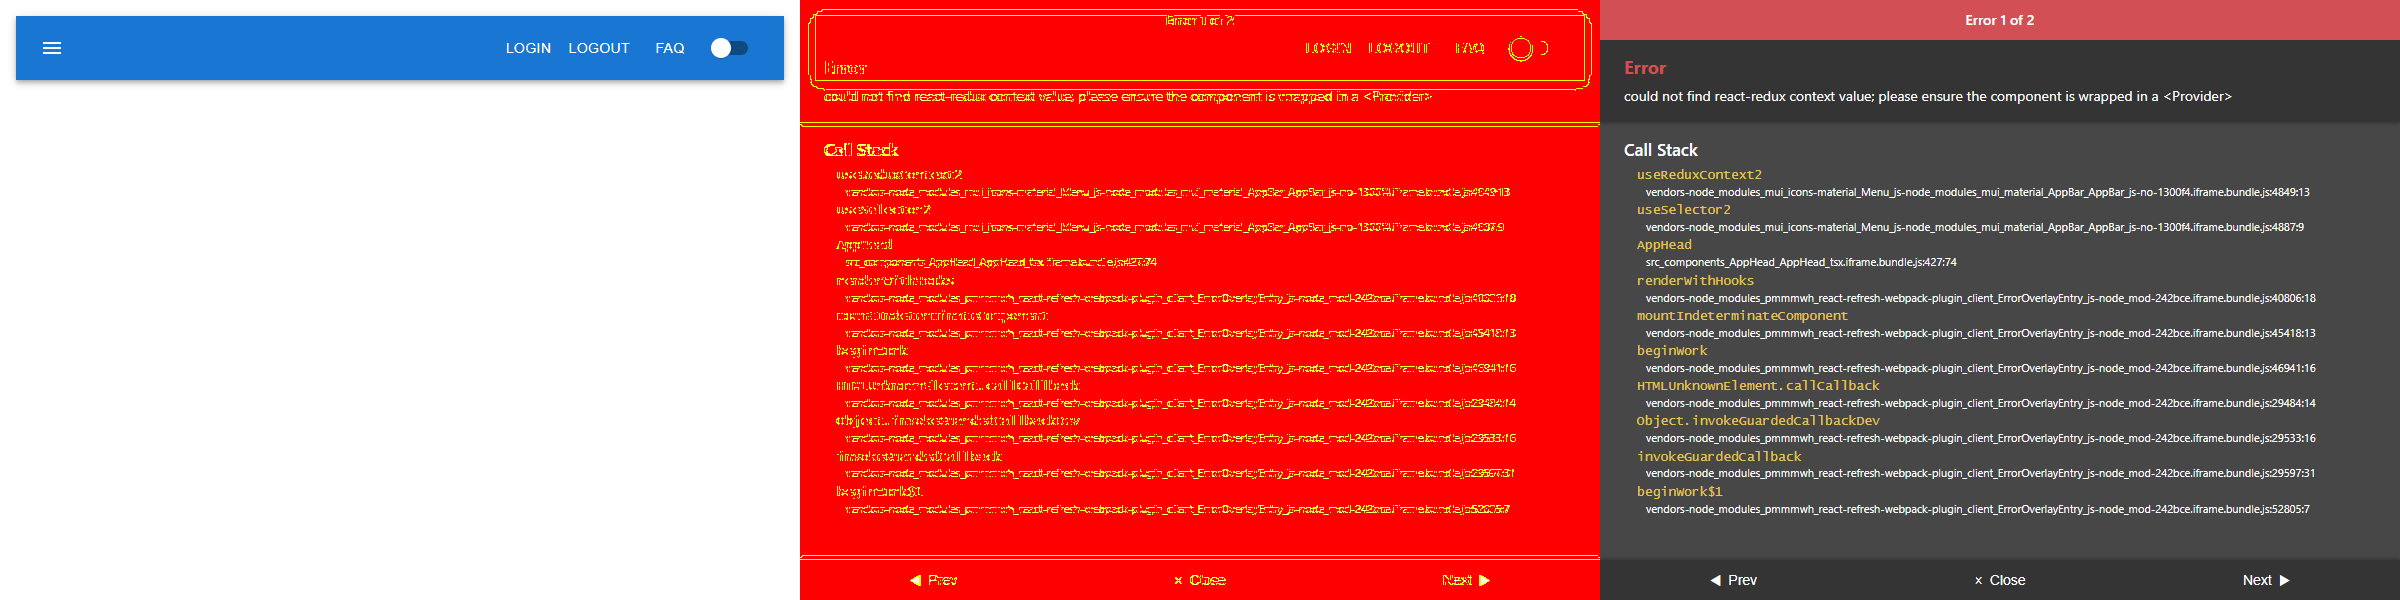 LOGIN LOGOUT FAQ
Error 1 of 2
LOGIN LOGOUT FAQ
Error
could not find react-redux context value; please ensure the component is wrapped in a <Provider>
Call Stack
useReduxContext2
vendors-node_modules_mui_icons-material_Menu_js-node_modules_mui_material_AppBar_AppBar_js-no-1300f4.iframe.bundle.js:4849:13
useSelector2
vendors-node_modules_mui_icons-material_Menu_js-node_modules_mui_material_AppBar_AppBar_js-no-1300f4.iframe.bundle.js:4887:9
AppHead
src_components_AppHead_AppHead_tsx.iframe.bundle.js:427:74
renderWithHooks
vendors-node_modules_pmmmwh_react-refresh-webpack-plugin_client_ErrorOverlayEntry_js-node_mod-242bce.iframe.bundle.js:40806:18
mountIndeterminateComponent
vendors-node_modules_pmmmwh_react-refresh-webpack-plugin_client_ErrorOverlayEntry_js-node_mod-242bce.iframe.bundle.js:45418:13
beginWork
vendors-node_modules_pmmmwh_react-refresh-webpack-plugin_client_ErrorOverlayEntry_js-node_mod-242bce.iframe.bundle.js:46941:16
HTMLUnknownElement.callCallback
vendors-node_modules_pmmmwh_react-refresh-webpack-plugin_client_ErrorOverlayEntry_js-node_mod-242bce.iframe.bundle.js:29484:14
Object.invokeGuardedCallbackDev
vendors-node_modules_pmmmwh_react-refresh-webpack-plugin_client_ErrorOverlayEntry_js-node_mod-242bce.iframe.bundle.js:29533:16
invokeGuardedCallback
vendors-node_modules_pmmmwh_react-refresh-webpack-plugin_client_ErrorOverlayEntry_js-node_mod-242bce.iframe.bundle.js:29597:31
beginWork$1
vendors-node_modules_pmmmwh_react-refresh-webpack-plugin_client_ErrorOverlayEntry_js-node_mod-242bce.iframe.bundle.js:52805:7
◀ Prev × Close Next ▶
Error 1 of 2
Error
could not find react-redux context value; please ensure the component is wrapped in a <Provider>
Call Stack
useReduxContext2
vendors-node_modules_mui_icons-material_Menu_js-node_modules_mui_material_AppBar_AppBar_js-no-1300f4.iframe.bundle.js:4849:13
useSelector2
vendors-node_modules_mui_icons-material_Menu_js-node_modules_mui_material_AppBar_AppBar_js-no-1300f4.iframe.bundle.js:4887:9
AppHead
src_components_AppHead_AppHead_tsx.iframe.bundle.js:427:74
renderWithHooks
vendors-node_modules_pmmmwh_react-refresh-webpack-plugin_client_ErrorOverlayEntry_js-node_mod-242bce.iframe.bundle.js:40806:18
mountIndeterminateComponent
vendors-node_modules_pmmmwh_react-refresh-webpack-plugin_client_ErrorOverlayEntry_js-node_mod-242bce.iframe.bundle.js:45418:13
beginWork
vendors-node_modules_pmmmwh_react-refresh-webpack-plugin_client_ErrorOverlayEntry_js-node_mod-242bce.iframe.bundle.js:46941:16
HTMLUnknownElement.callCallback
vendors-node_modules_pmmmwh_react-refresh-webpack-plugin_client_ErrorOverlayEntry_js-node_mod-242bce.iframe.bundle.js:29484:14
Object.invokeGuardedCallbackDev
vendors-node_modules_pmmmwh_react-refresh-webpack-plugin_client_ErrorOverlayEntry_js-node_mod-242bce.iframe.bundle.js:29533:16
invokeGuardedCallback
vendors-node_modules_pmmmwh_react-refresh-webpack-plugin_client_ErrorOverlayEntry_js-node_mod-242bce.iframe.bundle.js:29597:31
beginWork$1
vendors-node_modules_pmmmwh_react-refresh-webpack-plugin_client_ErrorOverlayEntry_js-node_mod-242bce.iframe.bundle.js:52805:7
◀ Prev × Close Next ▶